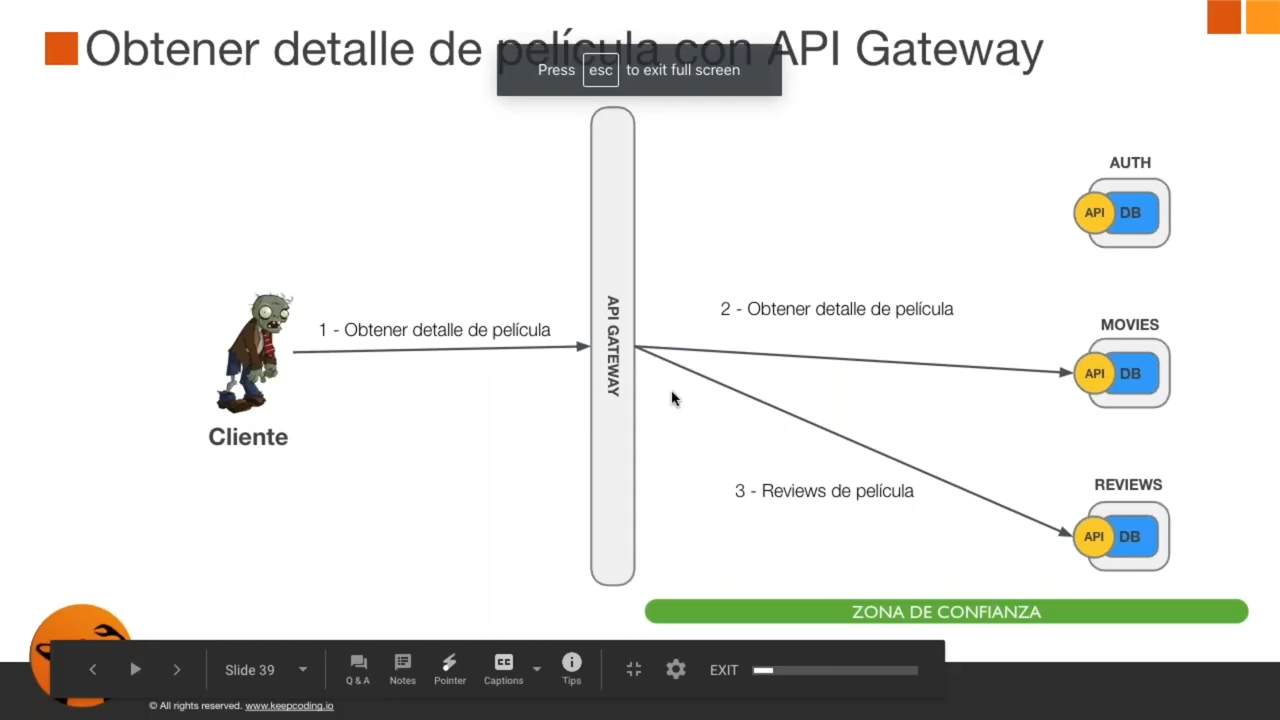 Obtener detalle de película con API Gateway
Press esc to exit full screen
AUTH
API DB
API GATEWAY
1 - Obtener detalle de película
2 - Obtener detalle de película
MOVIES
API DB
Cliente
3 - Reviews de película
REVIEWS
API DB
ZONA DE CONFIANZA
Slide 39
Q & A
Notes
Pointer
CC
Captions
Tips
EXIT
© All rights reserved. www.keepcoding.io